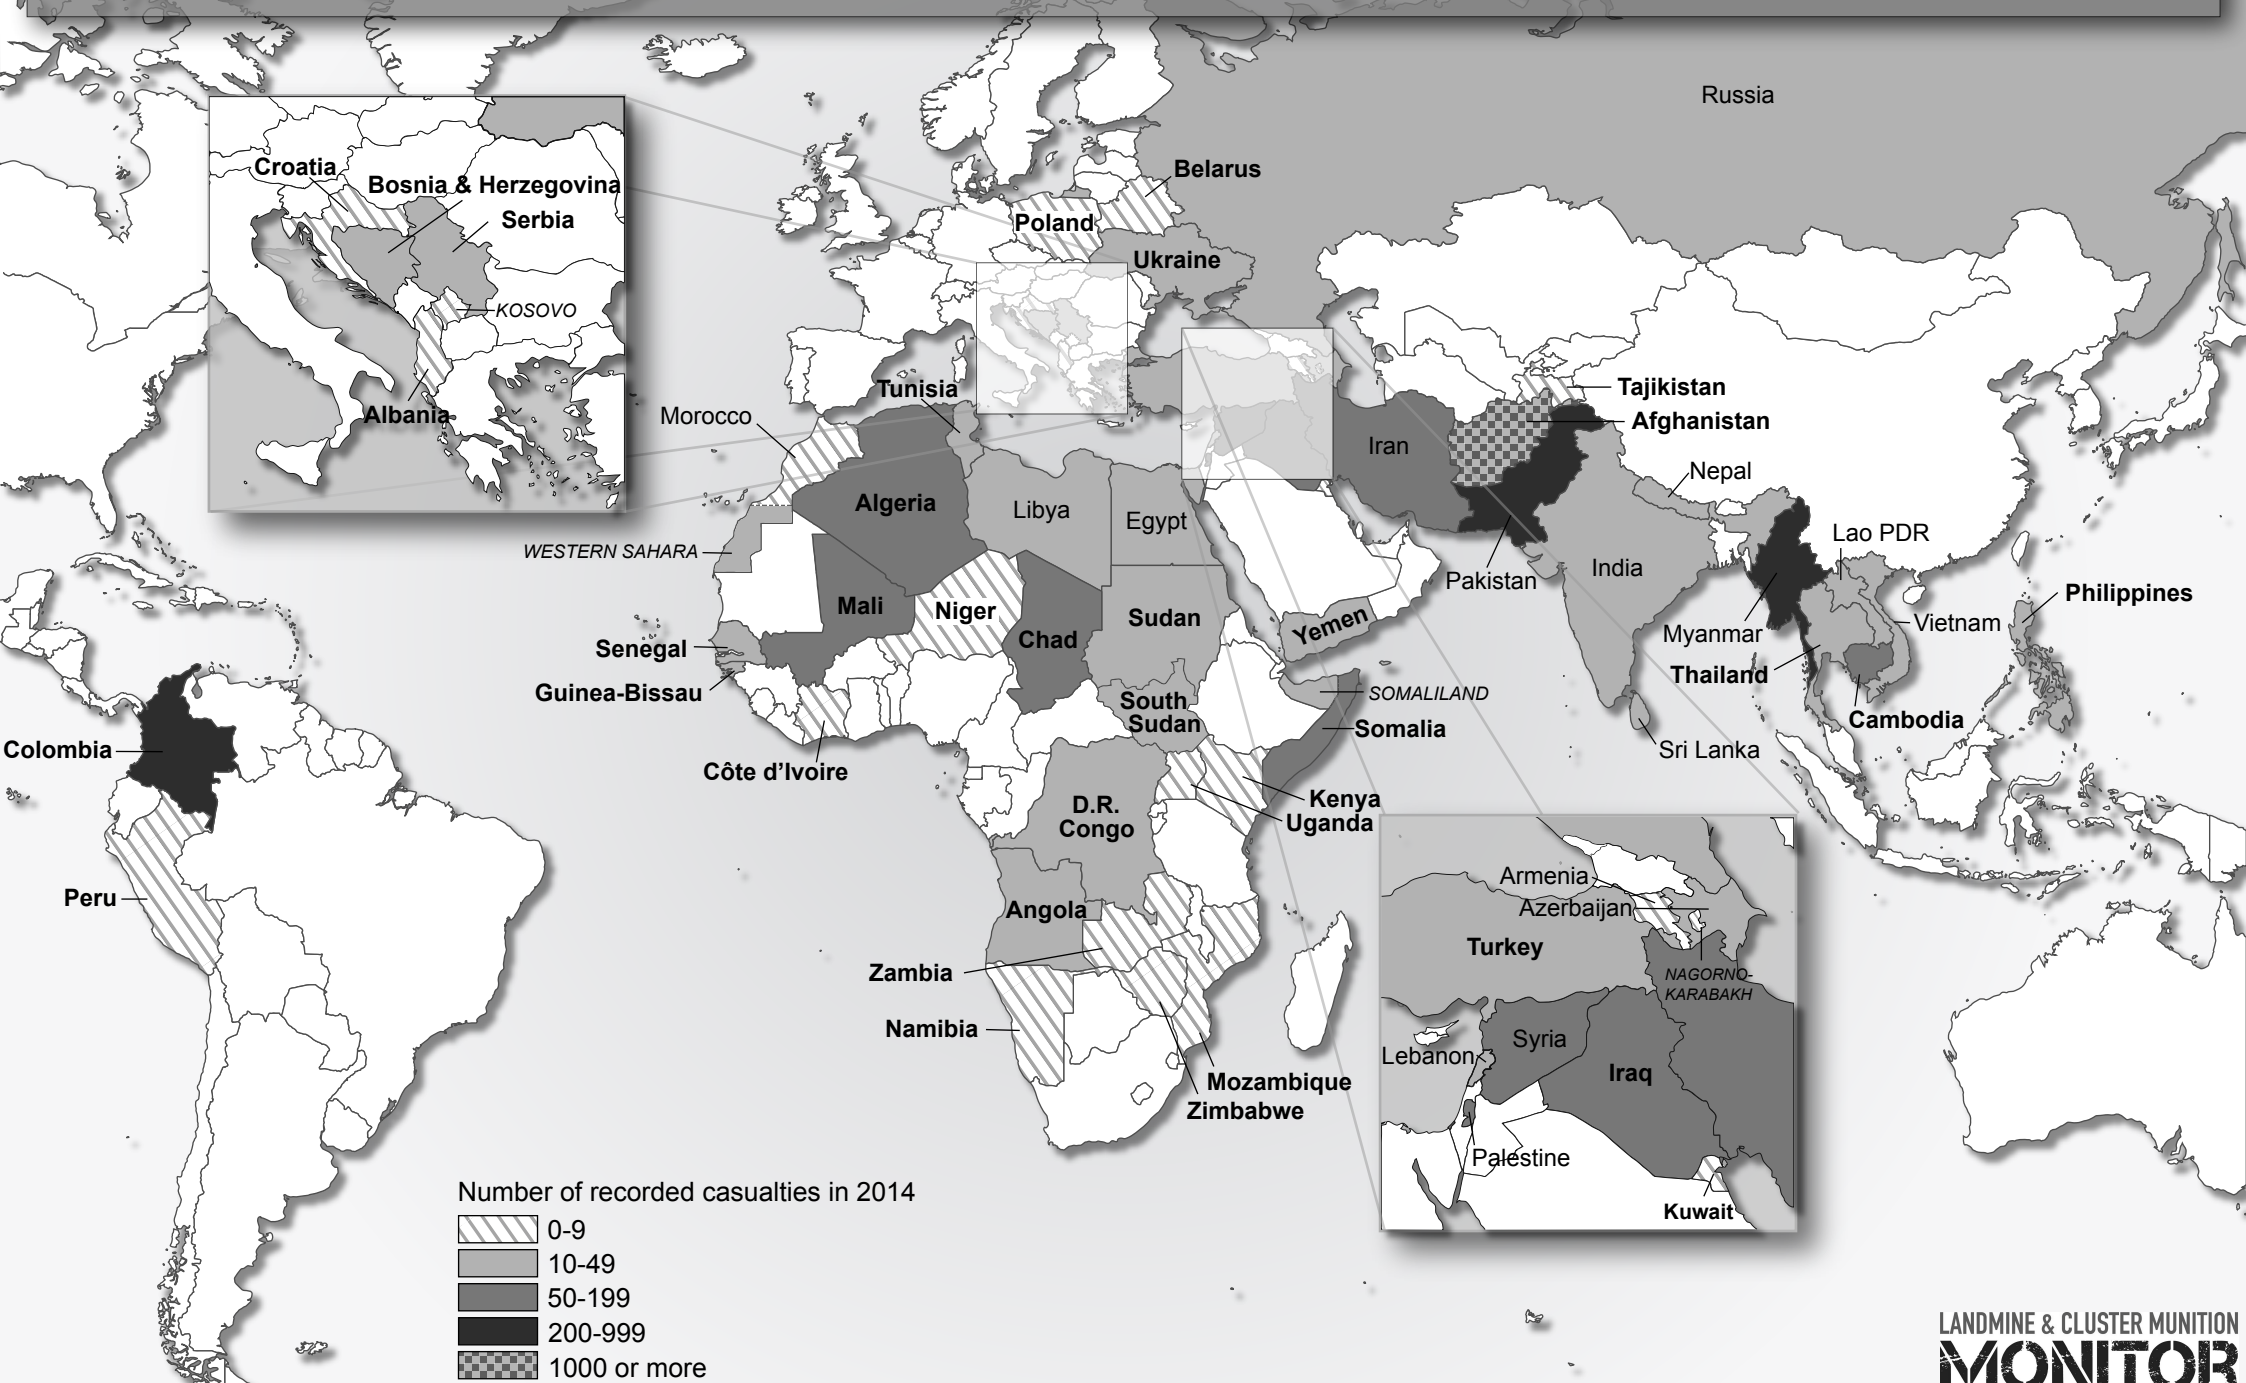 Russia
Croatia
Bosnia & Herzegovina
Serbia
KOSOVO
Albania
Belarus
Poland
Ukraine
Tunisia
Morocco
Tajikistan
Afghanistan
Iran
Nepal
Algeria
Libya
Egypt
WESTERN SAHARA
Lao PDR
India
Pakistan
Philippines
Mali
Niger
Sudan
Yemen
Myanmar
Vietnam
Senegal
Chad
Thailand
Guinea-Bissau
South
Sudan
SOMALILAND
Somalia
Cambodia
Colombia
Sri Lanka
Côte d’Ivoire
Kenya
Uganda
D.R.
Congo
Peru
Angola
Armenia
Azerbaijan
Turkey
NAGORNO-
KARABAKH
Zambia
Namibia
Syria
Lebanon
Iraq
Mozambique
Zimbabwe
Palestine
Kuwait
Number of recorded casualties in 2014
0-9
10-49
50-199
200-999
1000 or more
LANDMINE & CLUSTER MUNITION
MONITOR